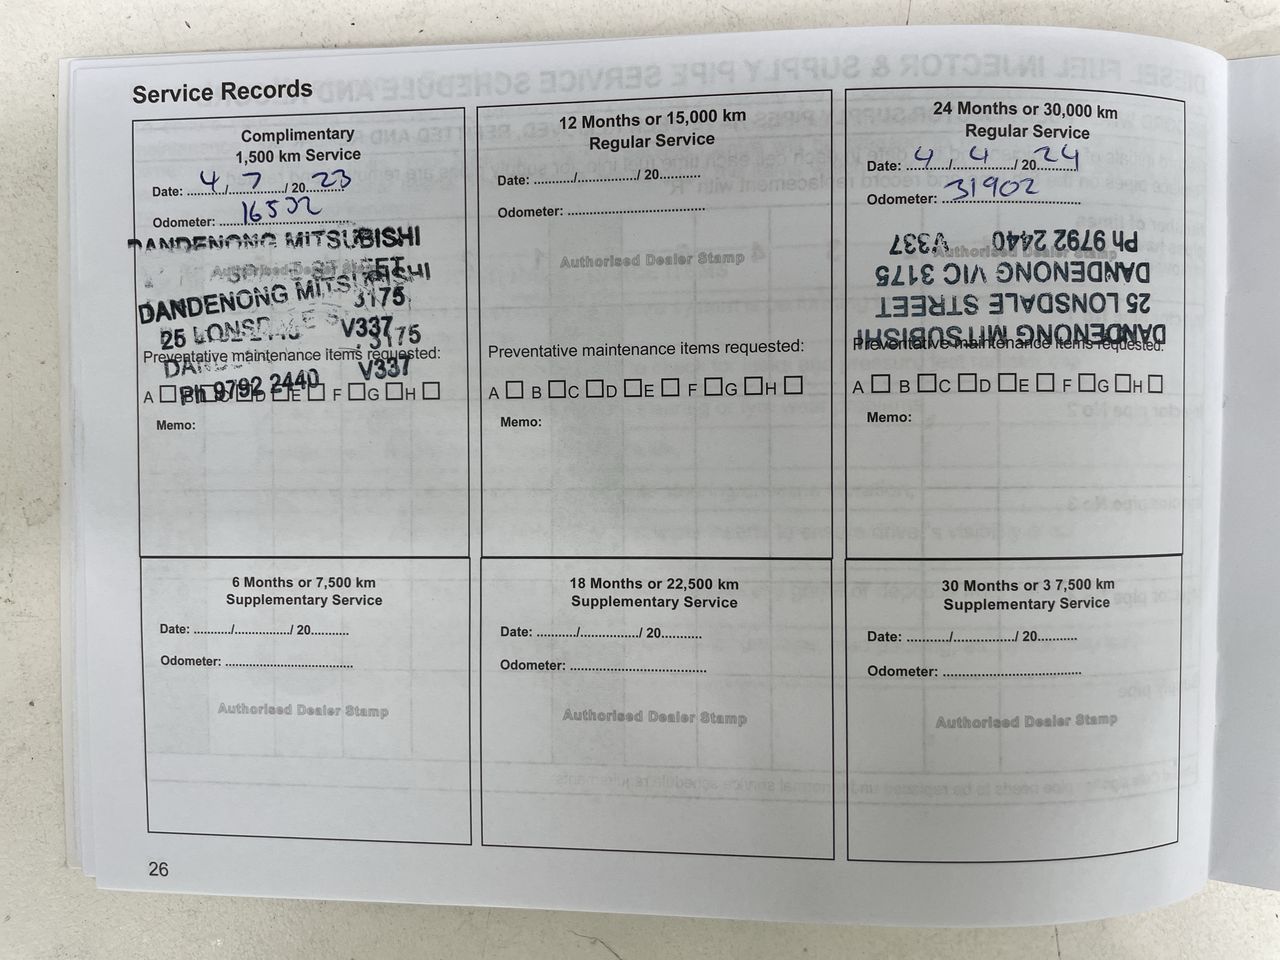 Service Records
Complimentary
1,500 km Service
Date: 4/7/2023
Odometer: 16532
DANDENONG MITSUBISHI
DANDENONG MITSUBISHI
3175
25 LONSDALE S
V337
3175
Preventative maintenance items requested:
V337
Ph 9792 2440
A B C D E F G H
Memo:
12 Months or 15,000 km
Regular Service
Date: ........../................/ 20...........
Odometer: .....................................
Authorised Dealer Stamp
Preventative maintenance items requested:
A B C D E F G H
Memo:
24 Months or 30,000 km
Regular Service
Date: 4/4/2024
Odometer: 31902
Authorised Dealer Stamp
DANDENONG MITSUBISHI
25 LONSDALE STREET
DANDENONG VIC 3175
Ph 9792 2440 V337
Preventative maintenance items requested:
A B C D E F G H
Memo:
6 Months or 7,500 km
Supplementary Service
Date: ........../................/ 20...........
Odometer: ...................................
Authorised Dealer Stamp
18 Months or 22,500 km
Supplementary Service
Date: ........../................/ 20...........
Odometer: .....................................
Authorised Dealer Stamp
30 Months or 3 7,500 km
Supplementary Service
Date: ........../................/ 20...........
Odometer: .....................................
Authorised Dealer Stamp
26